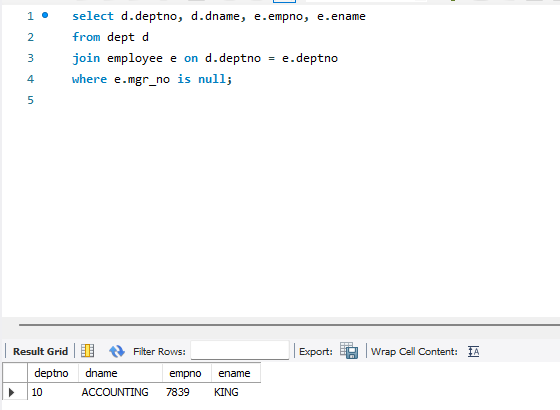 1 select d.deptno, d.dname, e.empno, e.ename
2 from dept d
3 join employee e on d.deptno = e.deptno
4 where e.mgr_no is null;
5
Result Grid Filter Rows: Export: Wrap Cell Content: IA
deptno dname empno ename
10 ACCOUNTING 7839 KING